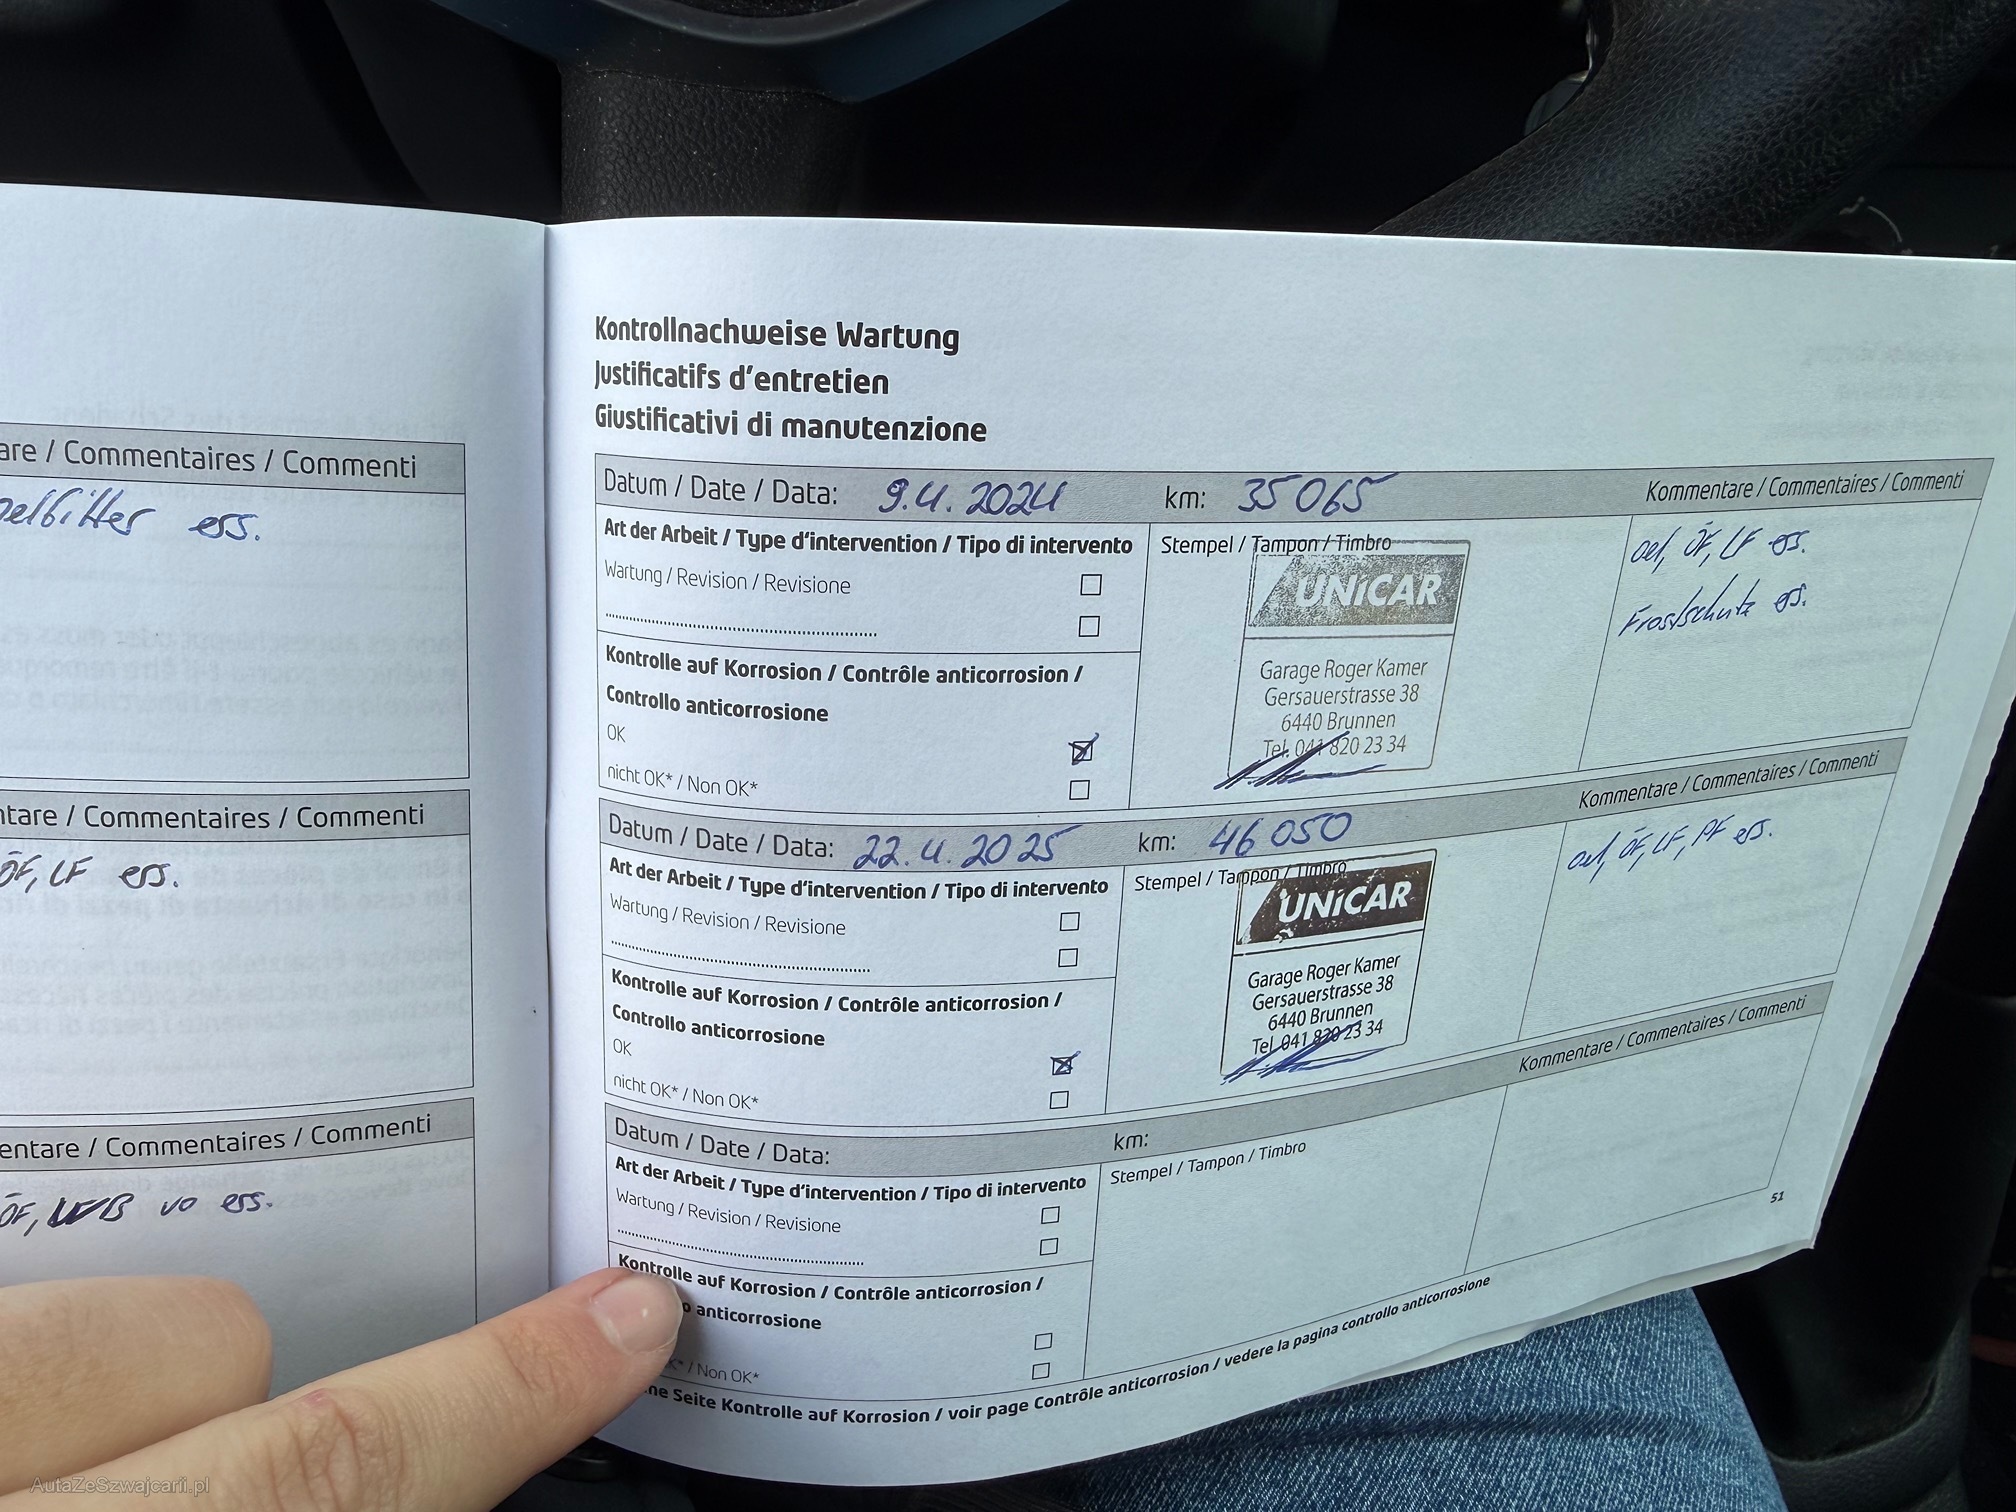 are / Commentaires / Commenti
ers.
ntare / Commentaires / Commenti
ÖF, LF ers.
entare / Commentaires / Commenti
ÖF, vo ers.
Kontrollnachweise Wartung
Justificatifs d'entretien
Giustificativi di manutenzione
Datum / Date / Data: 9.4.2024 km: 35065 Kommentare / Commentaires / Commenti
Art der Arbeit / Type d'intervention / Tipo di intervento
Wartung / Revision / Revisione
Kontrolle auf Korrosion / Contrôle anticorrosion /
Controllo anticorrosione
OK
nicht OK* / Non OK*
Stempel / Tampon / Timbro
UNiCAR
Garage Roger Kamer
Gersauerstrasse 38
6440 Brunnen
Tel. 041 820 23 34
Oel, ÖF, LF ers.
Frostschutz ers.
Datum / Date / Data: 22.4.2025 km: 46050 Kommentare / Commentaires / Commenti
Art der Arbeit / Type d'intervention / Tipo di intervento
Wartung / Revision / Revisione
Kontrolle auf Korrosion / Contrôle anticorrosion /
Controllo anticorrosione
OK
nicht OK* / Non OK*
Stempel / Tampon / Timbro
UNiCAR
Garage Roger Kamer
Gersauerstrasse 38
6440 Brunnen
Tel. 041 820 23 34
Oel, ÖF, LF, PF ers.
Datum / Date / Data: km: Kommentare / Commentaires / Commenti
Art der Arbeit / Type d'intervention / Tipo di intervento
Wartung / Revision / Revisione
Kontrolle auf Korrosion / Contrôle anticorrosion /
o anticorrosione
K* / Non OK*
Stempel / Tampon / Timbro
ne Seite Kontrolle auf Korrosion / voir page Contrôle anticorrosion / vedere la pagina controllo anticorrosione
51
AutaZeSzwajcarii.pl